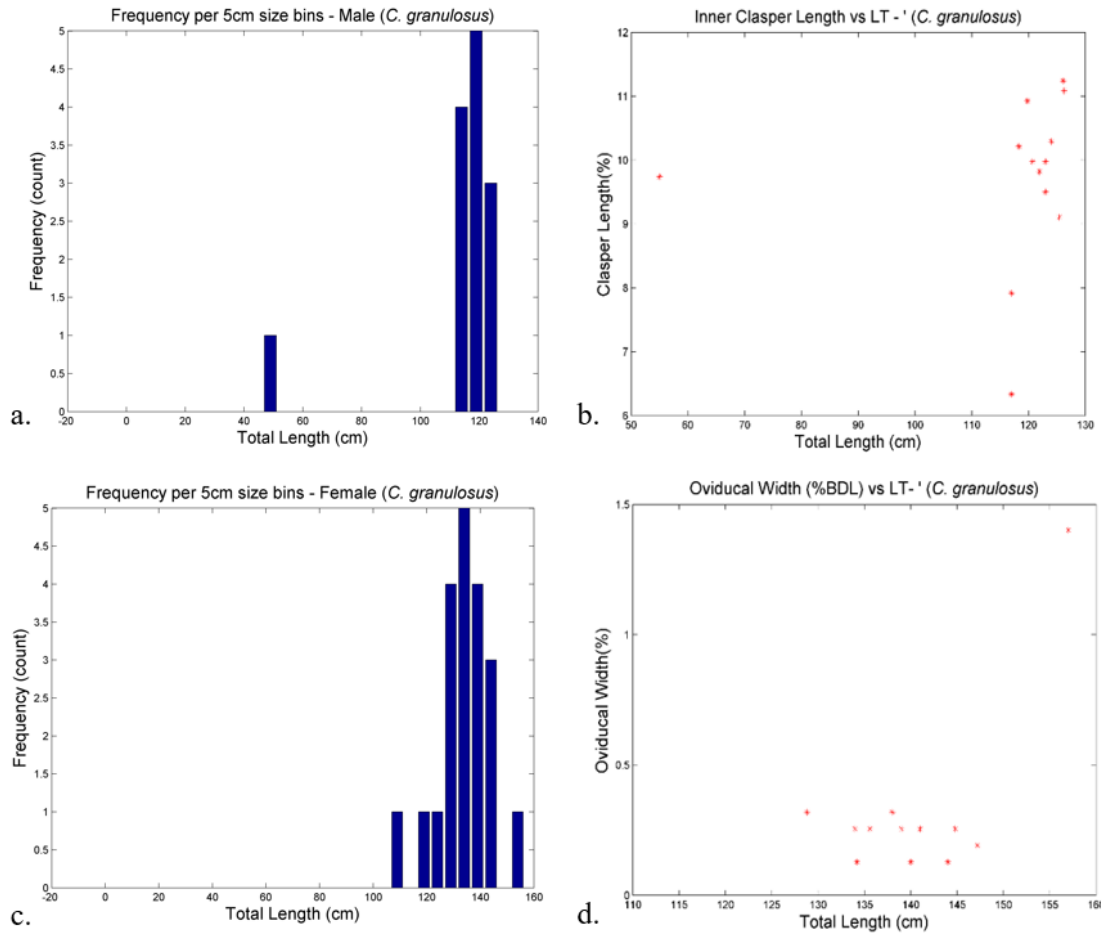 Frequency per 5cm size bins - Male (C. granulosus)
5
4.5
4
3.5
3
2.5
2
1.5
1
0.5
0
Frequency (count)
-20 0 20 40 60 80 100 120 140
Total Length (cm)
a.
Inner Clasper Length vs LT - ' (C. granulosus)
12
11
10
9
8
7
6
Clasper Length(%)
50 60 70 80 90 100 110 120 130
Total Length (cm)
b.
Frequency per 5cm size bins - Female (C. granulosus)
5
4.5
4
3.5
3
2.5
2
1.5
1
0.5
0
Frequency (count)
-20 0 20 40 60 80 100 120 140 160
Total Length (cm)
c.
Oviducal Width (%BDL) vs LT- ' (C. granulosus)
1.5
1
0.5
0
Oviducal Width(%)
110 115 120 125 130 135 140 145 150 155 160
Total Length (cm)
d.